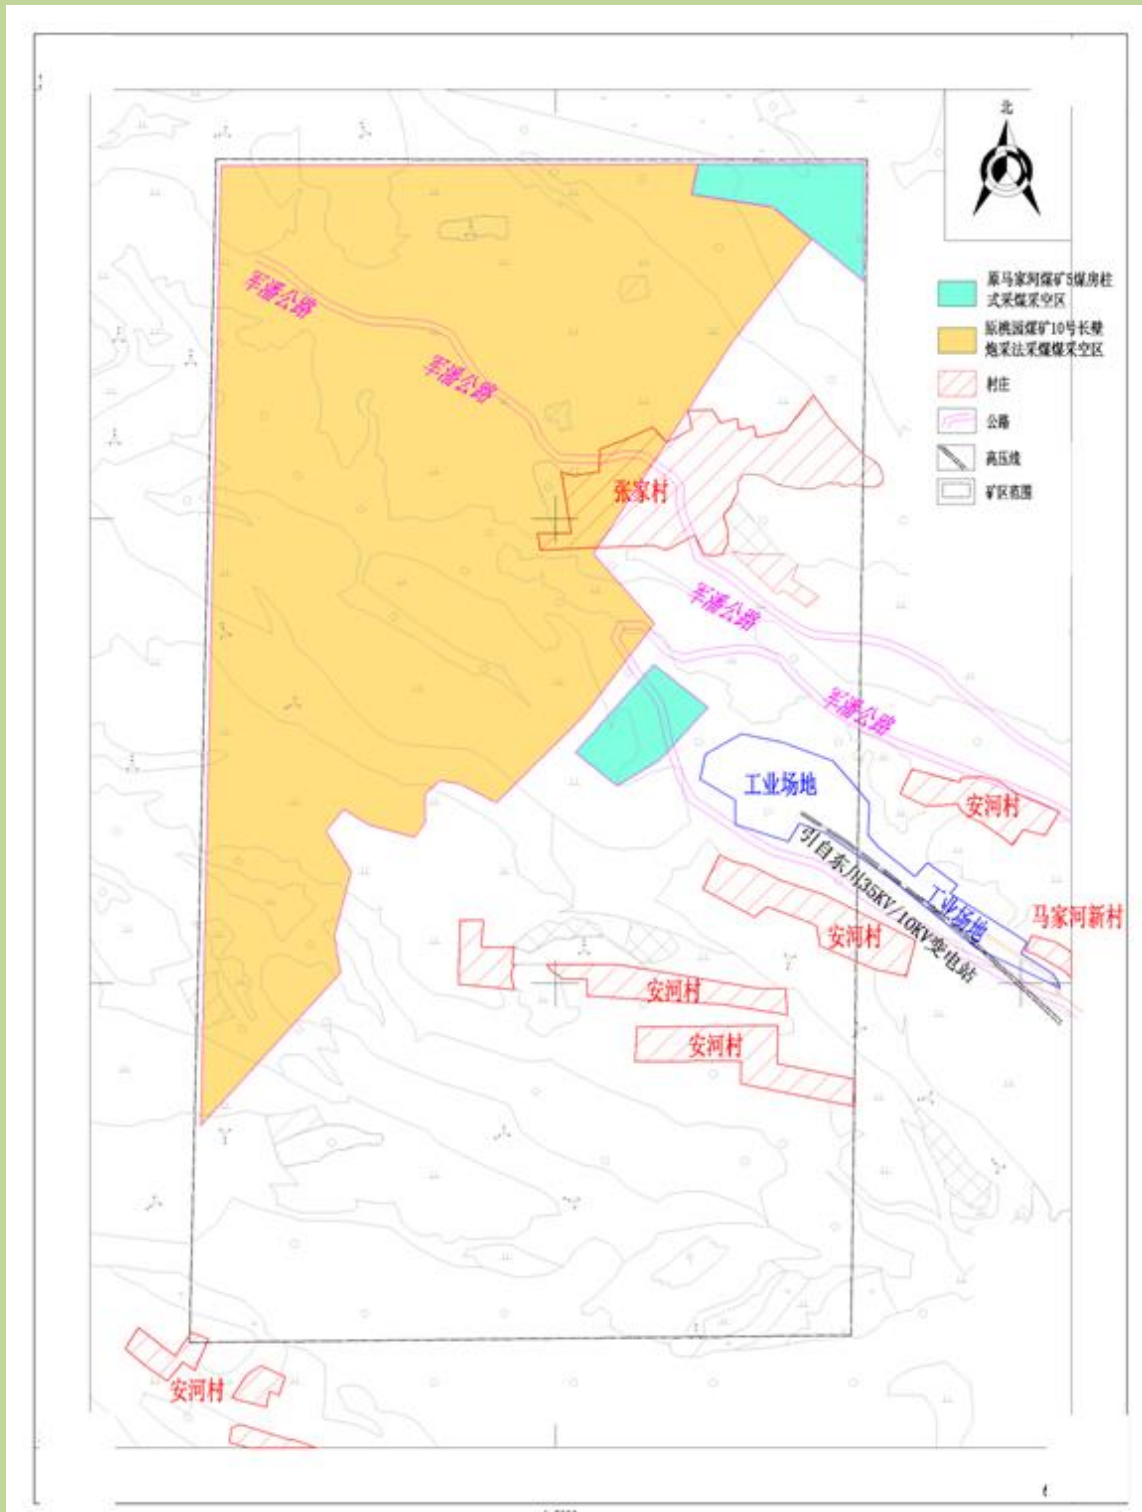 北
原马家河煤矿5煤房柱
式采煤采空区
原桃园煤矿10号长壁
炮采法采煤煤采空区
村庄
公路
高压线
矿区范围
军潘公路
军潘公路
张家村
军潘公路
军潘公路
工业场地
安河村
引自东川35KV/10KV变电站
工业场地
马家河新村
安河村
安河村
安河村
安河村